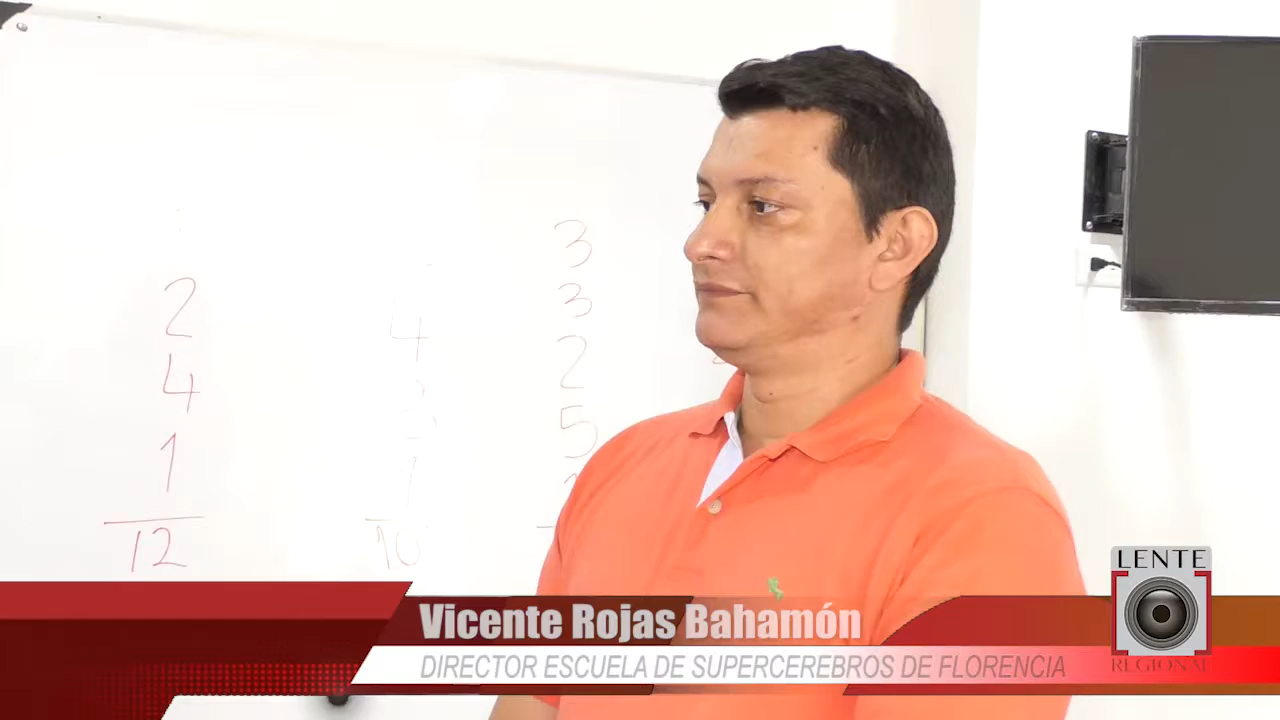 2
4
1
12
4
10
3
3
2
5
Vicente Rojas Bahamón
DIRECTOR ESCUELA DE SUPERCEREBROS DE FLORENCIA
LENTE
REGIONAL